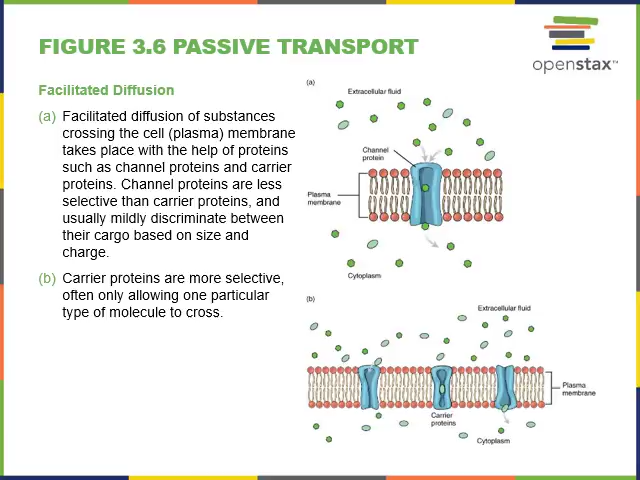 FIGURE 3.6 PASSIVE TRANSPORT
openstax™
Facilitated Diffusion
(a) Facilitated diffusion of substances
crossing the cell (plasma) membrane
takes place with the help of proteins
such as channel proteins and carrier
proteins. Channel proteins are less
selective than carrier proteins, and
usually mildly discriminate between
their cargo based on size and
charge.
(b) Carrier proteins are more selective,
often only allowing one particular
type of molecule to cross.
(a)
Extracellular fluid
Channel
protein
Plasma
membrane
Cytoplasm
(b)
Extracellular fluid
Plasma
membrane
Carrier
proteins
Cytoplasm